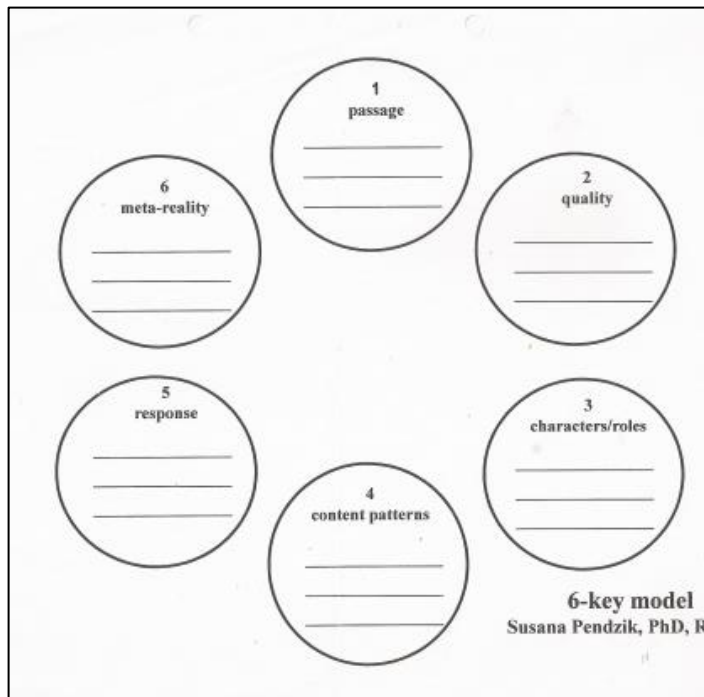 1
passage
2
quality
3
characters/roles
4
content patterns
5
response
6
meta-reality
6-key model
Susana Pendzik, PhD, R